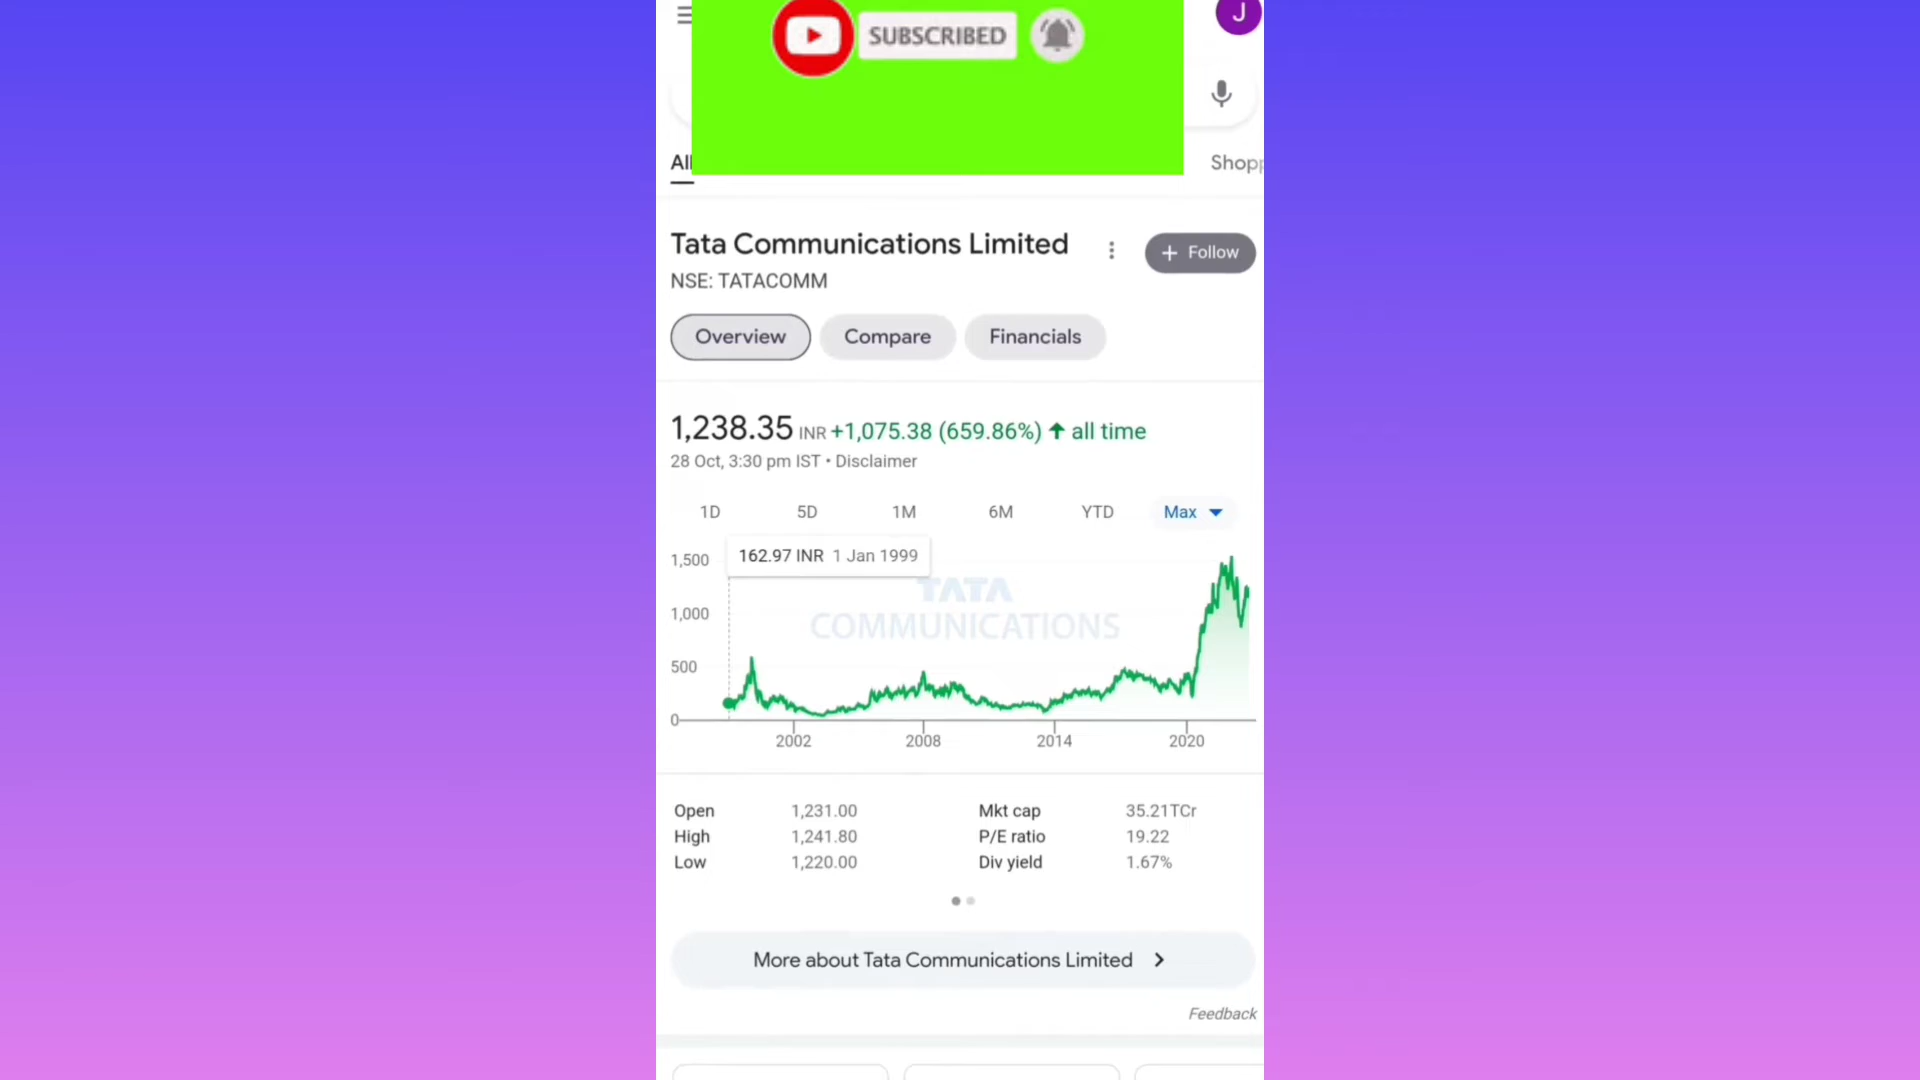 SUBSCRIBED
J
All
Shopp
Tata Communications Limited
+ Follow
NSE: TATACOMM
Overview Compare Financials
1,238.35 INR +1,075.38 (659.86%) ↑ all time
28 Oct, 3:30 pm IST • Disclaimer
1D 5D 1M 6M YTD Max
162.97 INR 1 Jan 1999
1,500
1,000
500
0
TATA
COMMUNICATIONS
2002 2008 2014 2020
Open 1,231.00 Mkt cap 35.21TCr
High 1,241.80 P/E ratio 19.22
Low 1,220.00 Div yield 1.67%
More about Tata Communications Limited
Feedback